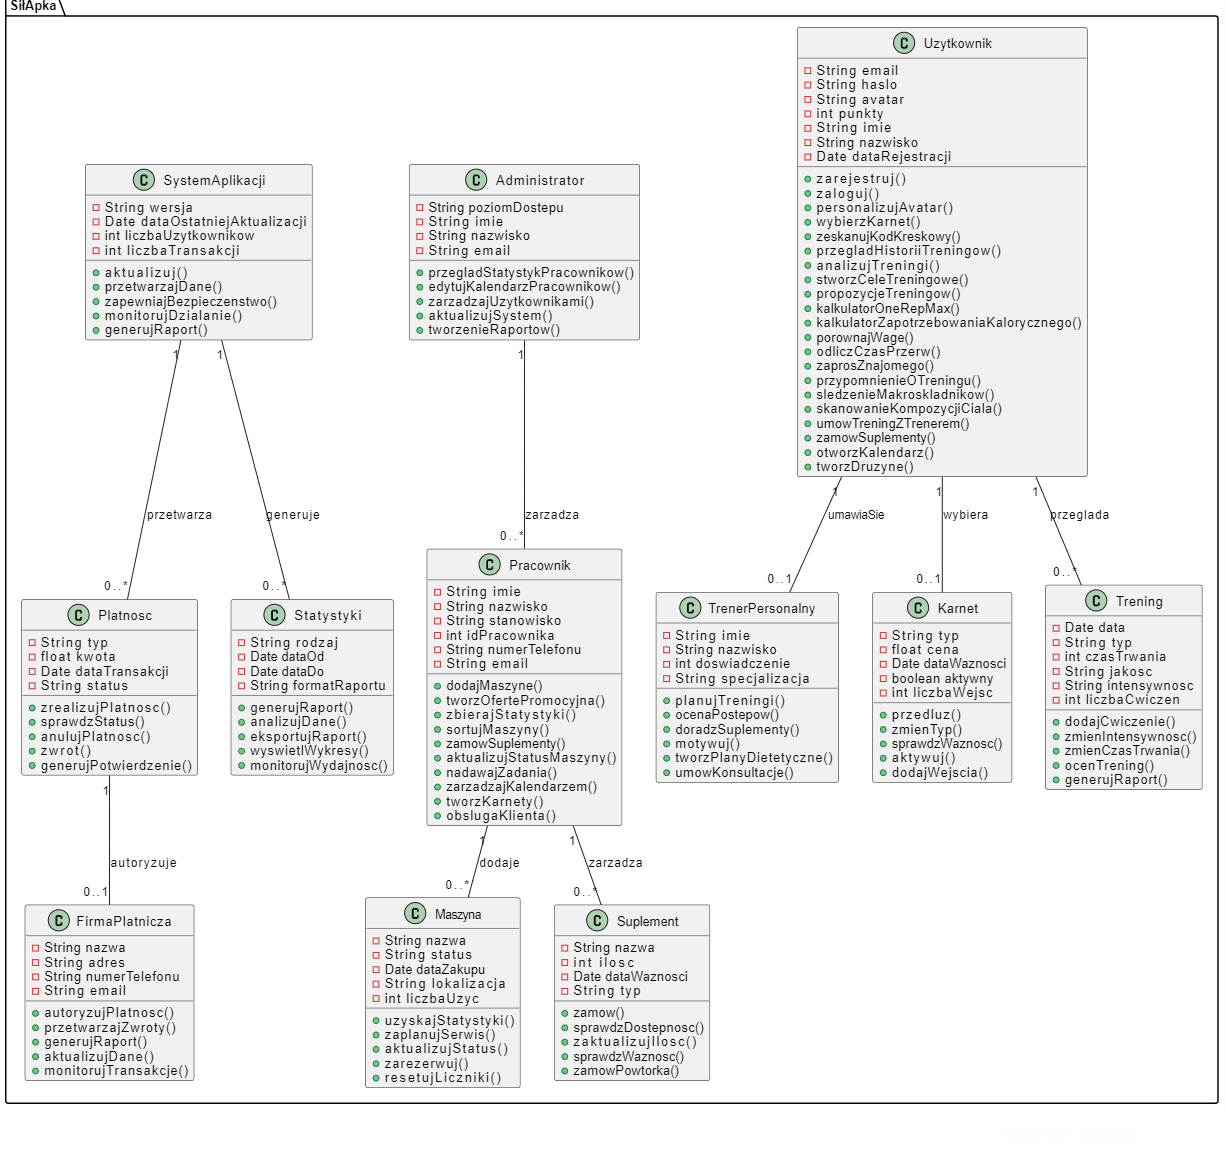 SiłApka
C Uzytkownik
String email
String haslo
String avatar
int punkty
String imie
String nazwisko
Date dataRejestracji
zarejestruj()
zaloguj()
personalizujAvatar()
wybierzKarnet()
zeskanujKodKreskowy()
przegladHistoriiTreningow()
analizujTreningi()
stworzCeleTreningowe()
propozycjeTreningow()
kalkulatorOneRepMax()
kalkulatorZapotrzebowaniaKalorycznego()
porownajWage()
odliczCzasPrzerw()
zaprosZnajomego()
przypomnienieOTreningu()
sledzenieMakroskladnikow()
skanowanieKompozycjiCiala()
umowTreningZTrenerem()
zamowSuplementy()
otworzKalendarz()
tworzDruzyne()
C SystemAplikacji
String wersja
Date dataOstatniejAktualizacji
int liczbaUzytkownikow
int liczbaTransakcji
aktualizuj()
przetwarzajDane()
zapewniajBezpieczenstwo()
monitorujDzialanie()
generujRaport()
C Administrator
String poziomDostepu
String imie
String nazwisko
String email
przegladStatystykPracownikow()
edytujKalendarzPracownikow()
zarzadzajUzytkownikami()
aktualizujSystem()
tworzenieRaportow()
1
przetwarza
0..*
1
generuje
0..*
1
zarzadza
0..*
1
umawiaSie
0..1
1
wybiera
0..1
1
przeglada
0..*
C Platnosc
String typ
float kwota
Date dataTransakcji
String status
zrealizujPlatnosc()
sprawdzStatus()
anulujPlatnosc()
zwrot()
generujPotwierdzenie()
C Statystyki
String rodzaj
Date dataOd
Date dataDo
String formatRaportu
generujRaport()
analizujDane()
eksportujRaport()
wyswietlWykresy()
monitorujWydajnosc()
C Pracownik
String imie
String nazwisko
String stanowisko
int idPracownika
String numerTelefonu
String email
dodajMaszyne()
tworzOfertePromocyjna()
zbierajStatystyki()
sortujMaszyny()
zamowSuplementy()
aktualizujStatusMaszyny()
nadawajZadania()
zarzadzajKalendarzem()
tworzKarnety()
obslugaKlienta()
C TrenerPersonalny
String imie
String nazwisko
int doswiadczenie
String specjalizacja
planujTreningi()
ocenaPostepow()
doradzSuplementy()
motywuj()
tworzPlanyDietetyczne()
umowKonsultacje()
C Karnet
String typ
float cena
Date dataWaznosci
boolean aktywny
int liczbaWejsc
przedluz()
zmienTyp()
sprawdzWaznosc()
aktywuj()
dodajWejscia()
C Trening
Date data
String typ
int czasTrwania
String jakosc
String intensywnosc
int liczbaCwiczen
dodajCwiczenie()
zmienIntensywnosc()
zmienCzasTrwania()
ocenTrening()
generujRaport()
1
autoryzuje
0..1
1
dodaje
0..*
1
zarzadza
0..*
C FirmaPlatnicza
String nazwa
String adres
String numerTelefonu
String email
autoryzujPlatnosc()
przetwarzajZwroty()
generujRaport()
aktualizujDane()
monitorujTransakcje()
C Maszyna
String nazwa
String status
Date dataZakupu
String lokalizacja
int liczbaUzyc
uzyskajStatystyki()
zaplanujSerwis()
aktualizujStatus()
zarezerwuj()
resetujLiczniki()
C Suplement
String nazwa
int ilosc
Date dataWaznosci
String typ
zamow()
sprawdzDostepnosc()
zaktualizujIlosc()
sprawdzWaznosc()
zamowPowtorka()